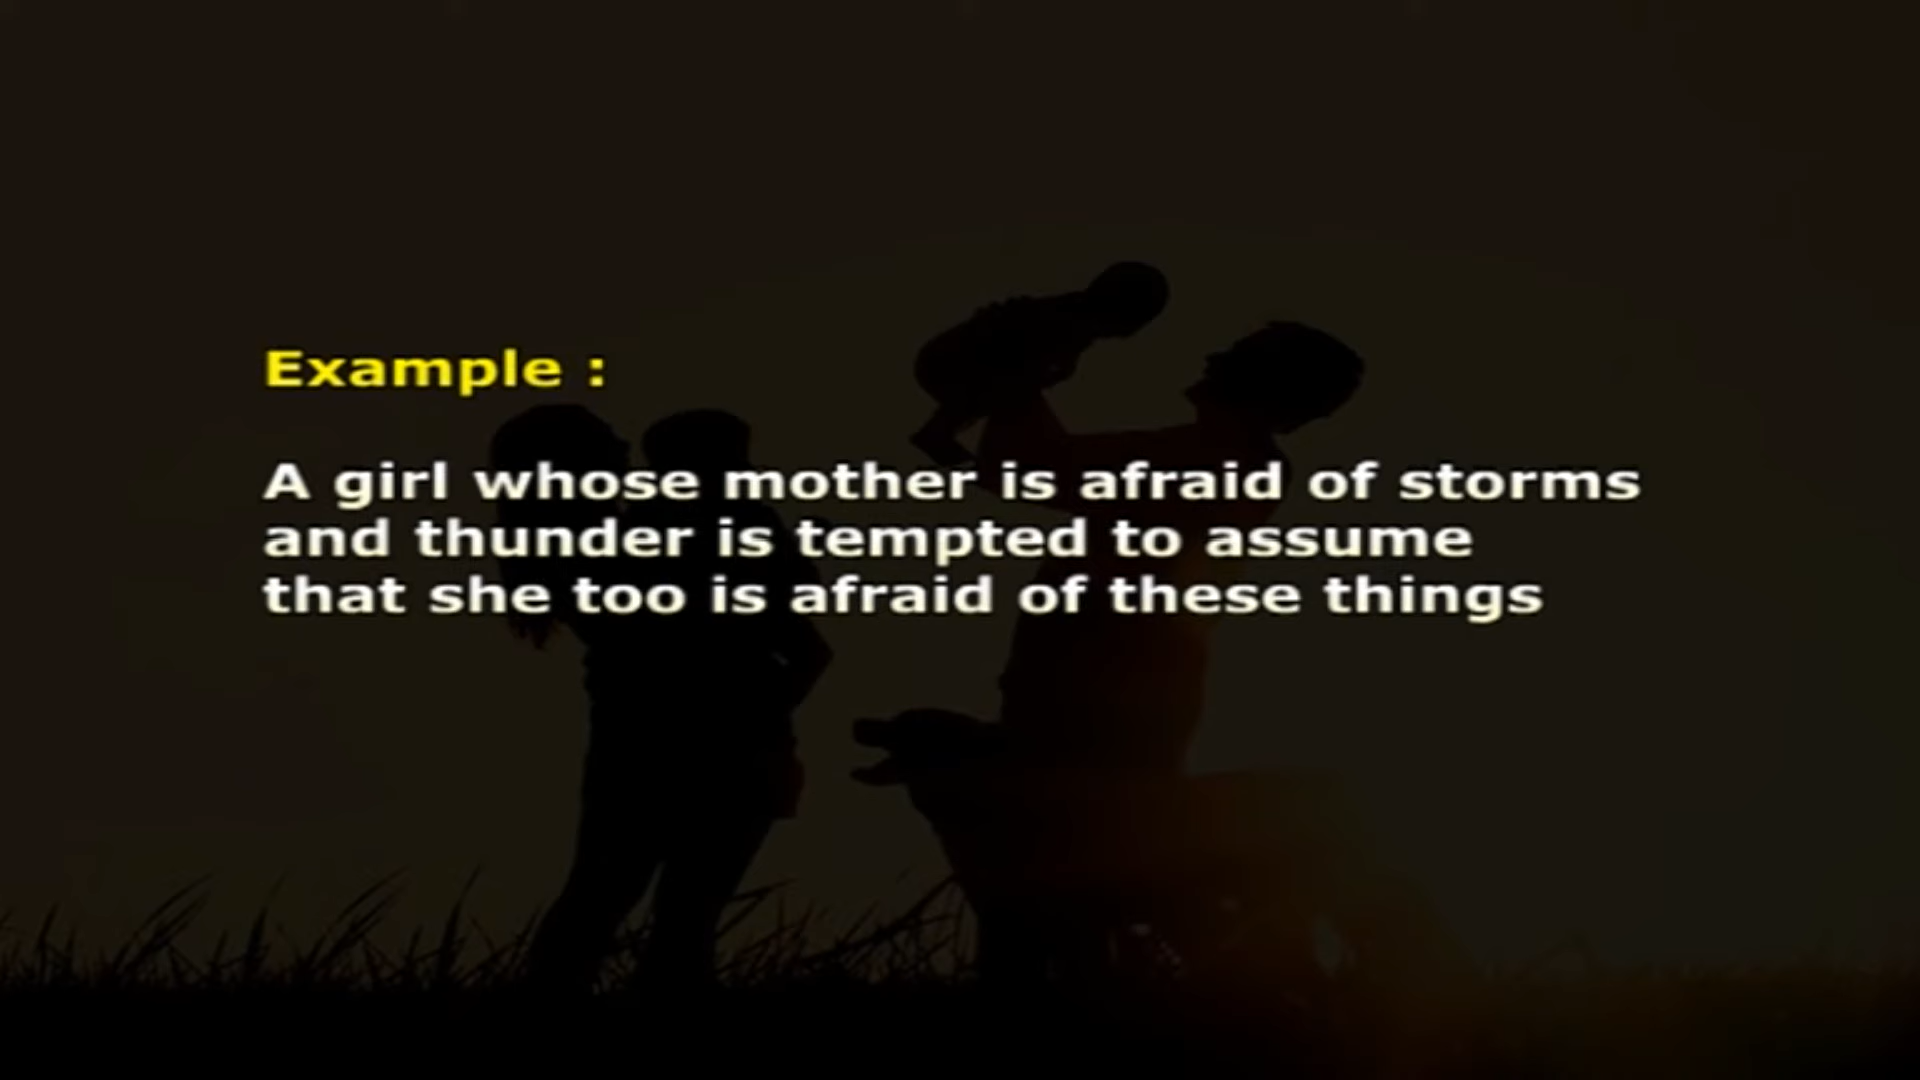 Example :
A girl whose mother is afraid of storms
and thunder is tempted to assume
that she too is afraid of these things